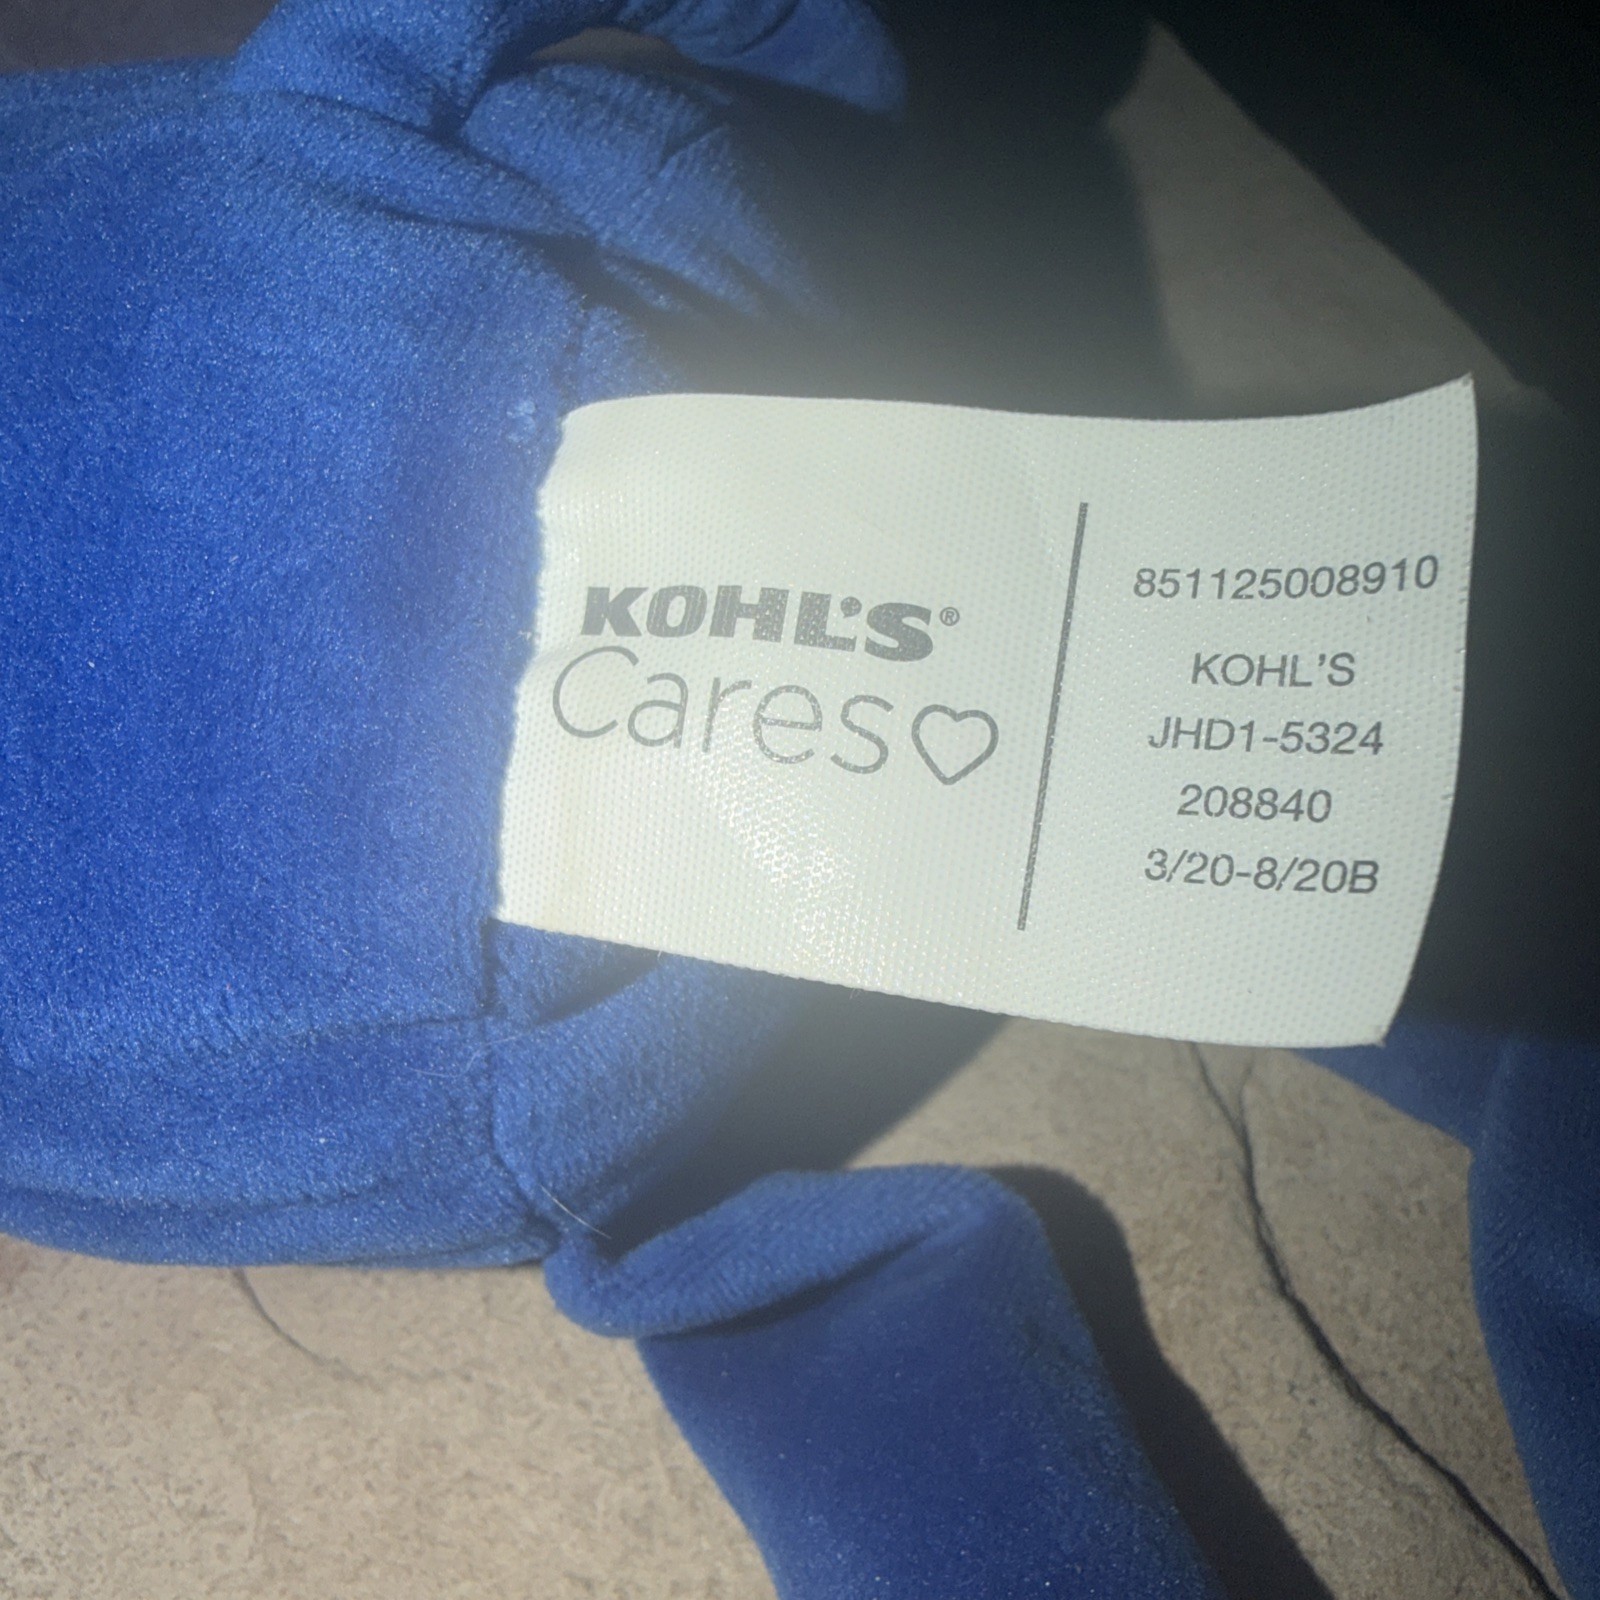 KOHL'S®
Cares
851125008910
KOHL'S
JHD1-5324
208840
3/20-8/20B